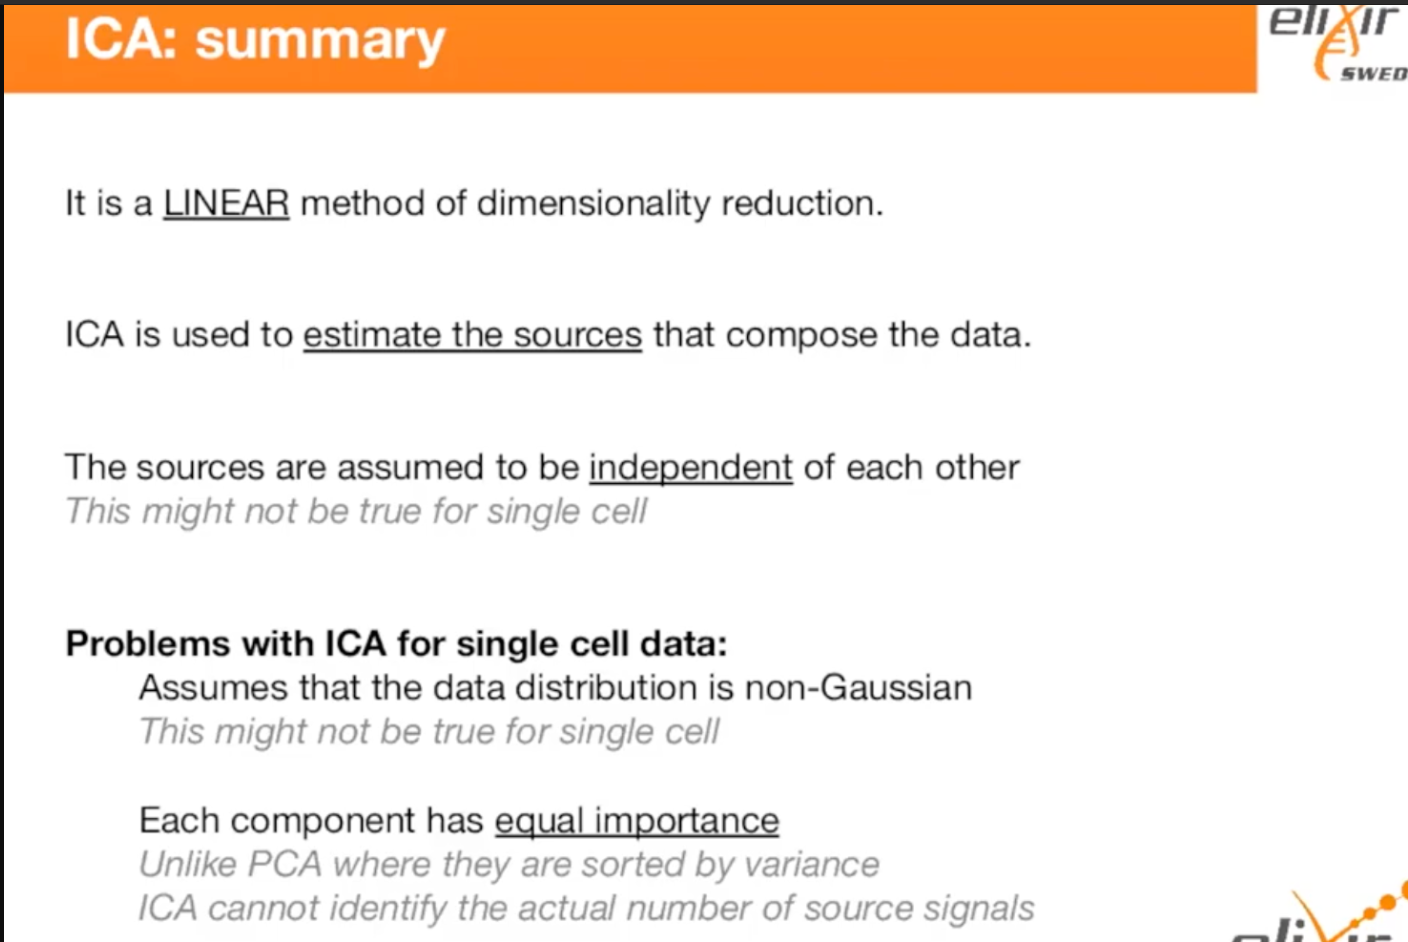 ICA: summary
elixir
SWED
It is a LINEAR method of dimensionality reduction.
ICA is used to estimate the sources that compose the data.
The sources are assumed to be independent of each other
This might not be true for single cell
Problems with ICA for single cell data:
Assumes that the data distribution is non-Gaussian
This might not be true for single cell
Each component has equal importance
Unlike PCA where they are sorted by variance
ICA cannot identify the actual number of source signals
elixir